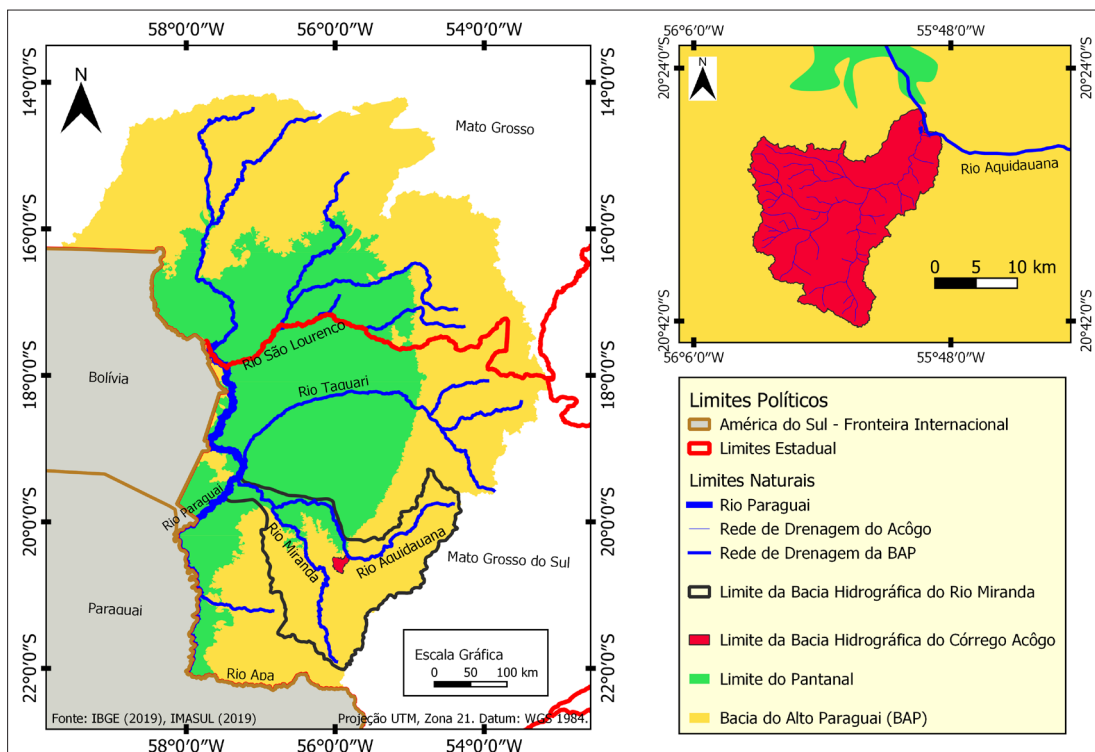 58°0'0"W 56°0'0"W 54°0'0"W
14°0'0"S
16°0'0"S
18°0'0"S
20°0'0"S
22°0'0"S
N
Mato Grosso
Rio São Lourenço
Bolívia
Rio Taquari
Rio Paraguai
Rio Miranda
Rio Aquidauana
Mato Grosso do Sul
Paraguai
Rio Apa
Escala Gráfica
0 50 100 km
Fonte: IBGE (2019), IMASUL (2019) Projeção UTM, Zona 21. Datum: WGS 1984.
14°0'0"S
16°0'0"S
18°0'0"S
20°0'0"S
22°0'0"S
58°0'0"W 56°0'0"W 54°0'0"W
56°6'0"W 55°48'0"W
20°24'0"S 20°24'0"S
N
Rio Aquidauana
0 5 10 km
20°42'0"S 20°42'0"S
56°6'0"W 55°48'0"W
Limites Políticos
América do Sul - Fronteira Internacional
Limites Estadual
Limites Naturais
Rio Paraguai
Rede de Drenagem do Acôgo
Rede de Drenagem da BAP
Limite da Bacia Hidrográfica do Rio Miranda
Limite da Bacia Hidrográfica do Córrego Acôgo
Limite do Pantanal
Bacia do Alto Paraguai (BAP)